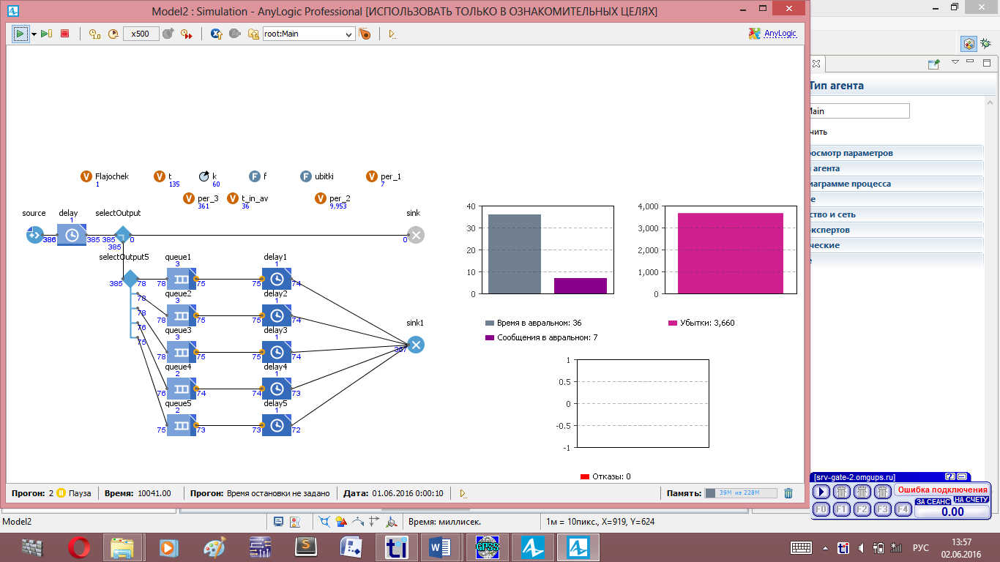 Model2 : Simulation - AnyLogic Professional [ИСПОЛЬЗОВАТЬ ТОЛЬКО В ОЗНАКОМИТЕЛЬНЫХ ЦЕЛЯХ]
x500
root:Main
AnyLogic
Flajochek
1
t
135
k
60
f
ubitki
per_1
7
per_3
361
t_in_av
36
per_2
9,953
source
386
delay
1
385
selectOutput
385
0
385
sink
0
selectOutput5
385
78
78
78
76
75
queue1
3
78
75
delay1
1
75
74
queue2
3
78
75
delay2
1
75
74
queue3
3
78
75
delay3
1
75
74
queue4
2
76
74
delay4
1
74
73
queue5
2
75
73
delay5
1
73
72
sink1
367
40
30
20
10
0
Время в авральном: 36
Сообщения в авральном: 7
4,000
3,000
2,000
1,000
0
Убытки: 3,660
1
0.5
0
-0.5
-1
Отказы: 0
Прогон: 2 Пауза
Время: 10041.00
Прогон: Время остановки не задано
Дата: 01.06.2016 0:00:10
Память: 39M из 228M
Тип агента
Main
чить
росмотр параметров
агента
иаграмме процесса
е
ство и сеть
экспертов
ческие
е
[srv-gate-2.omgups.ru]
Ошибка подключения
ЗА СЕАНС НА СЧЕТУ
0.00
F0 F1 F2 F3 F4
Model2
Время: миллисек.
1м = 10пикс., X=919, Y=624
GPSS
РУС
13:57
02.06.2016